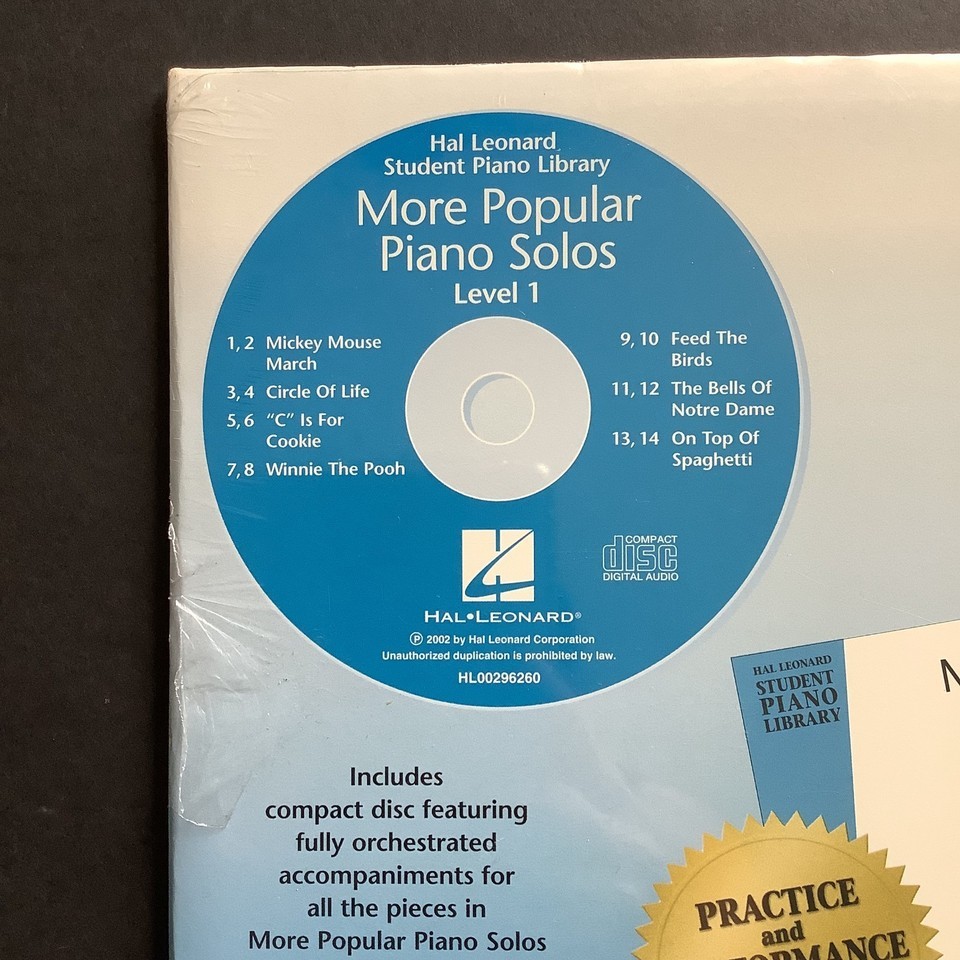 Hal Leonard
Student Piano Library
More Popular
Piano Solos
Level 1
1, 2 Mickey Mouse
March
3, 4 Circle Of Life
5, 6 “C” Is For
Cookie
7, 8 Winnie The Pooh
9, 10 Feed The
Birds
11, 12 The Bells Of
Notre Dame
13, 14 On Top Of
Spaghetti
COMPACT
disc
DIGITAL AUDIO
HAL•LEONARD®
℗ 2002 by Hal Leonard Corporation
Unauthorized duplication is prohibited by law.
HL00296260
HAL LEONARD
STUDENT
PIANO
LIBRARY
Includes
compact disc featuring
fully orchestrated
accompaniments for
all the pieces in
More Popular Piano Solos
PRACTICE
and